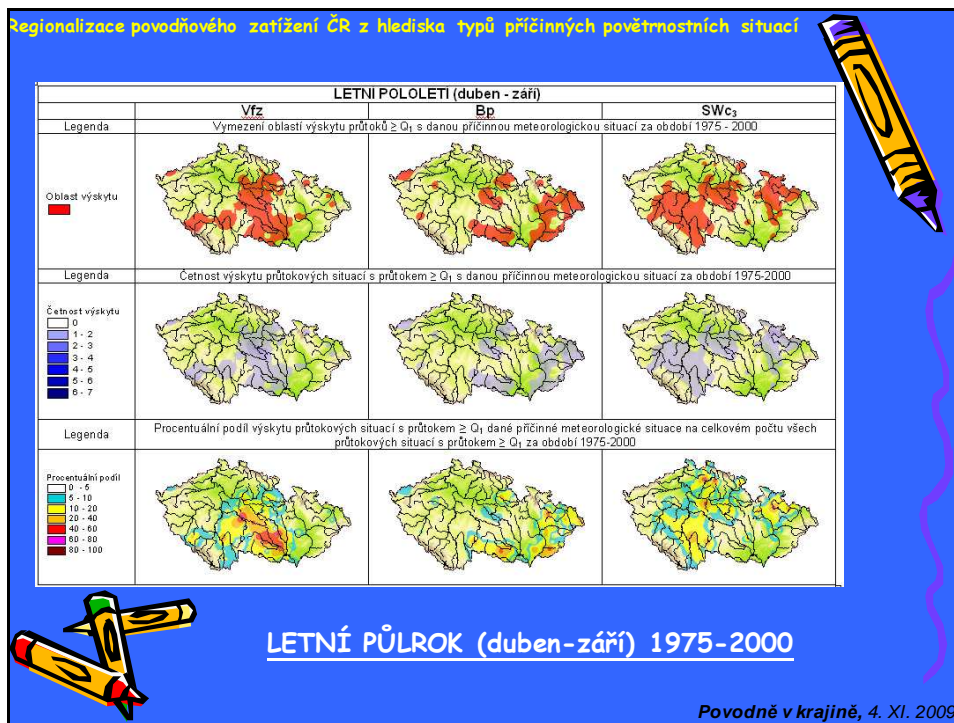 Regionalizace povodňového zatížení ČR z hlediska typů příčinných povětrnostních situací
LETNÍ POLOLETÍ (duben - září)
Vfz Bp SWc3
Legenda Vymezení oblastí výskytu průtoků ≥ Q1 s danou příčinnou meteorologickou situací za období 1975 - 2000
Oblast výskytu
Legenda Četnost výskytu průtokových situací s průtokem ≥ Q1 s danou příčinnou meteorologickou situací za období 1975-2000
Četnost výskytu
0
1 - 2
2 - 3
3 - 4
4 - 5
5 - 6
6 - 7
Legenda Procentuální podíl výskytu průtokových situací s průtokem ≥ Q1 dané příčinné meteorologické situace na celkovém počtu všech
průtokových situací s průtokem ≥ Q1 za období 1975-2000
Procentuální podíl
0 - 5
5 - 10
10 - 20
20 - 40
40 - 60
60 - 80
80 - 100
LETNÍ PŮLROK (duben-září) 1975-2000
Povodně v krajině, 4. XI. 2009